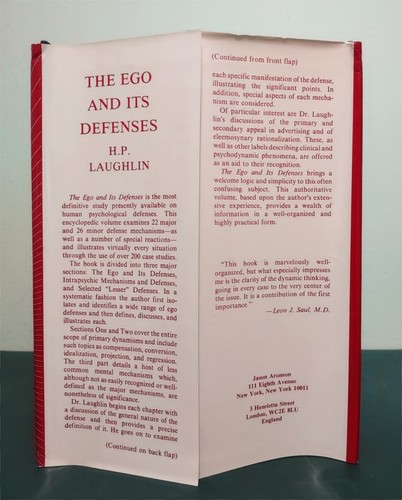 THE EGO
AND ITS
DEFENSES
H.P.
LAUGHLIN
The Ego and Its Defenses is the most
definitive study presently available on
human psychological defenses. This
encyclopedic volume examines 22 major
and 26 minor defense mechanisms—as
well as a number of special reactions—
and illustrates virtually every situation
through the use of over 200 case studies.
The book is divided into three major
sections: The Ego and Its Defenses,
Intrapsychic Mechanisms and Defenses,
and Selected "Lesser" Defenses. In a
systematic fashion the author first iso-
lates and identifies a wide range of ego
defenses and then defines, discusses, and
illustrates each.
Sections One and Two cover the entire
scope of primary dynamisms and include
such topics as compensation, conversion,
idealization, projection, and regression.
The third part details a host of less
common mental mechanisms which,
although not as easily recognized or well-
defined as the major mechanisms, are
nonetheless of significance.
Dr. Laughlin begins each chapter with
a discussion of the general nature of the
defense and then provides a precise
definition of it. He goes on to examine
(Continued on back flap)
(Continued from front flap)
each specific manifestation of the defense,
illustrating the significant points. In
addition, special aspects of each mecha-
nism are considered.
Of particular interest are Dr. Laugh-
lin's discussions of the primary and
secondary appeal in advertising and of
eleemosynary rationalization. These, as
well as other labels describing clinical and
psychodynamic phenomena, are offered
as an aid to their recognition.
The Ego and Its Defenses brings a
welcome logic and simplicity to this often
confusing subject. This authoritative
volume, based upon the author's exten-
sive experience, provides a wealth of
information in a well-organized and
highly practical form.
"This book is marvelously well-
organized, but what especially impresses
me is the clarity of the dynamic thinking,
going in every case to the very center of
the issue. It is a contribution of the first
importance."
—Leon J. Saul, M.D.
Jason Aronson
111 Eighth Avenue
New York, New York 10011
3 Henrietta Street
London, WC2E 8LU
England